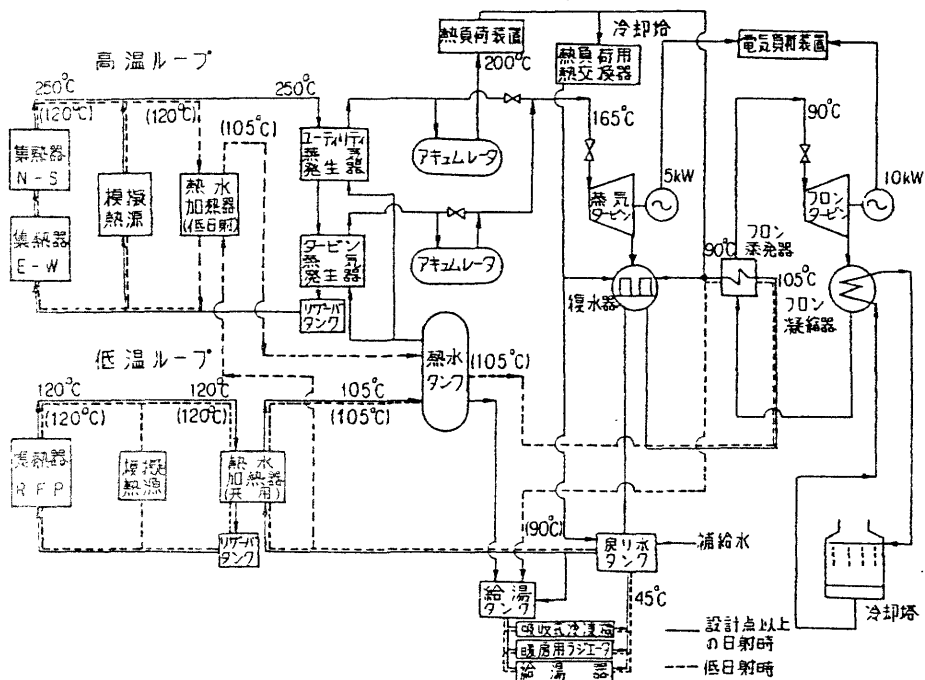 熱負荷装置
冷却塔
熱負荷用
熱交換器
電気負荷装置
高温ループ
200°C
250°C
(120°C)
(120°C)
250°C
(105°C)
165°C
90°C
集熱器
N-S
集熱器
E-W
模擬
熱源
熱水
加熱器
(低日射)
ユーティリティ
蒸気
発生器
アキュムレータ
タービン
蒸気
発生器
アキュムレータ
リザーバ
タンク
蒸気
タービン
5kW
フロン
タービン
10kW
フロン
蒸発器
90°C
105°C
復水器
フロン
凝縮器
低温ループ
120°C
(120°C)
120°C
(120°C)
105°C
(105°C)
熱水
タンク
(105°C)
集熱器
RFP
模擬
熱源
熱水
加熱器
(共用)
リザーバ
タンク
(90°C)
戻り水
タンク
補給水
給湯
タンク
45°C
冷却塔
吸収式冷凍機
暖房用ラジエータ
給湯器
設計点以上
の日射時
低日射時